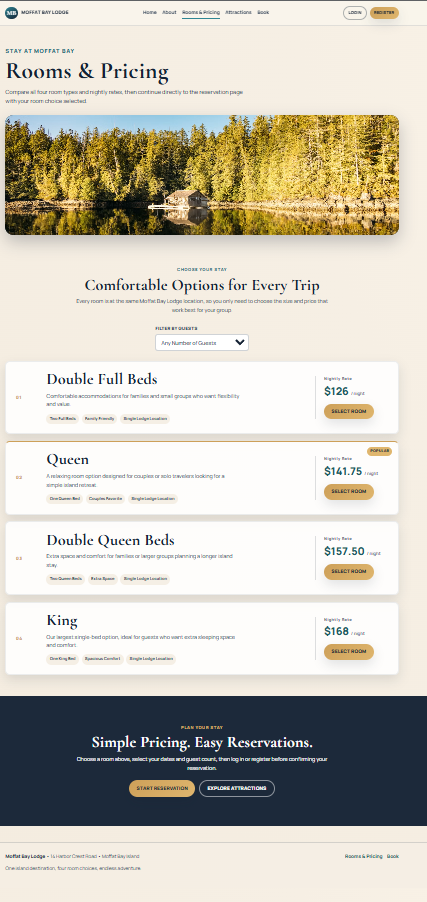 MB MOFFAT BAY LODGE Home About Rooms & Pricing Attractions Book LOGIN REGISTER
STAY AT MOFFAT BAY
Rooms & Pricing
Compare all four room types and nightly rates, then continue directly to the reservation page
with your room choice selected.
CHOOSE YOUR STAY
Comfortable Options for Every Trip
Every room is at the same Moffat Bay Lodge location, so you only need to choose the size and price that
work best for your group.
FILTER BY GUESTS
Any Number of Guests
01
Double Full Beds
Comfortable accommodations for families and small groups who want flexibility
and value.
Two Full Beds Family Friendly Single Lodge Location
Nightly Rate
$126 / night
SELECT ROOM
POPULAR
02
Queen
A relaxing room option designed for couples or solo travelers looking for a
simple island retreat.
One Queen Bed Couples Favorite Single Lodge Location
Nightly Rate
$141.75 / night
SELECT ROOM
03
Double Queen Beds
Extra space and comfort for families or larger groups planning a longer island
stay.
Two Queen Beds Extra Space Single Lodge Location
Nightly Rate
$157.50 / night
SELECT ROOM
04
King
Our largest single-bed option, ideal for guests who want extra sleeping space
and comfort.
One King Bed Spacious Comfort Single Lodge Location
Nightly Rate
$168 / night
SELECT ROOM
PLAN YOUR STAY
Simple Pricing. Easy Reservations.
Choose a room above, select your dates and guest count, then log in or register before confirming your
reservation.
START RESERVATION EXPLORE ATTRACTIONS
Moffat Bay Lodge • 14 Harbor Crest Road • Moffat Bay Island Rooms & Pricing Book
One island destination, four room choices, endless adventure.